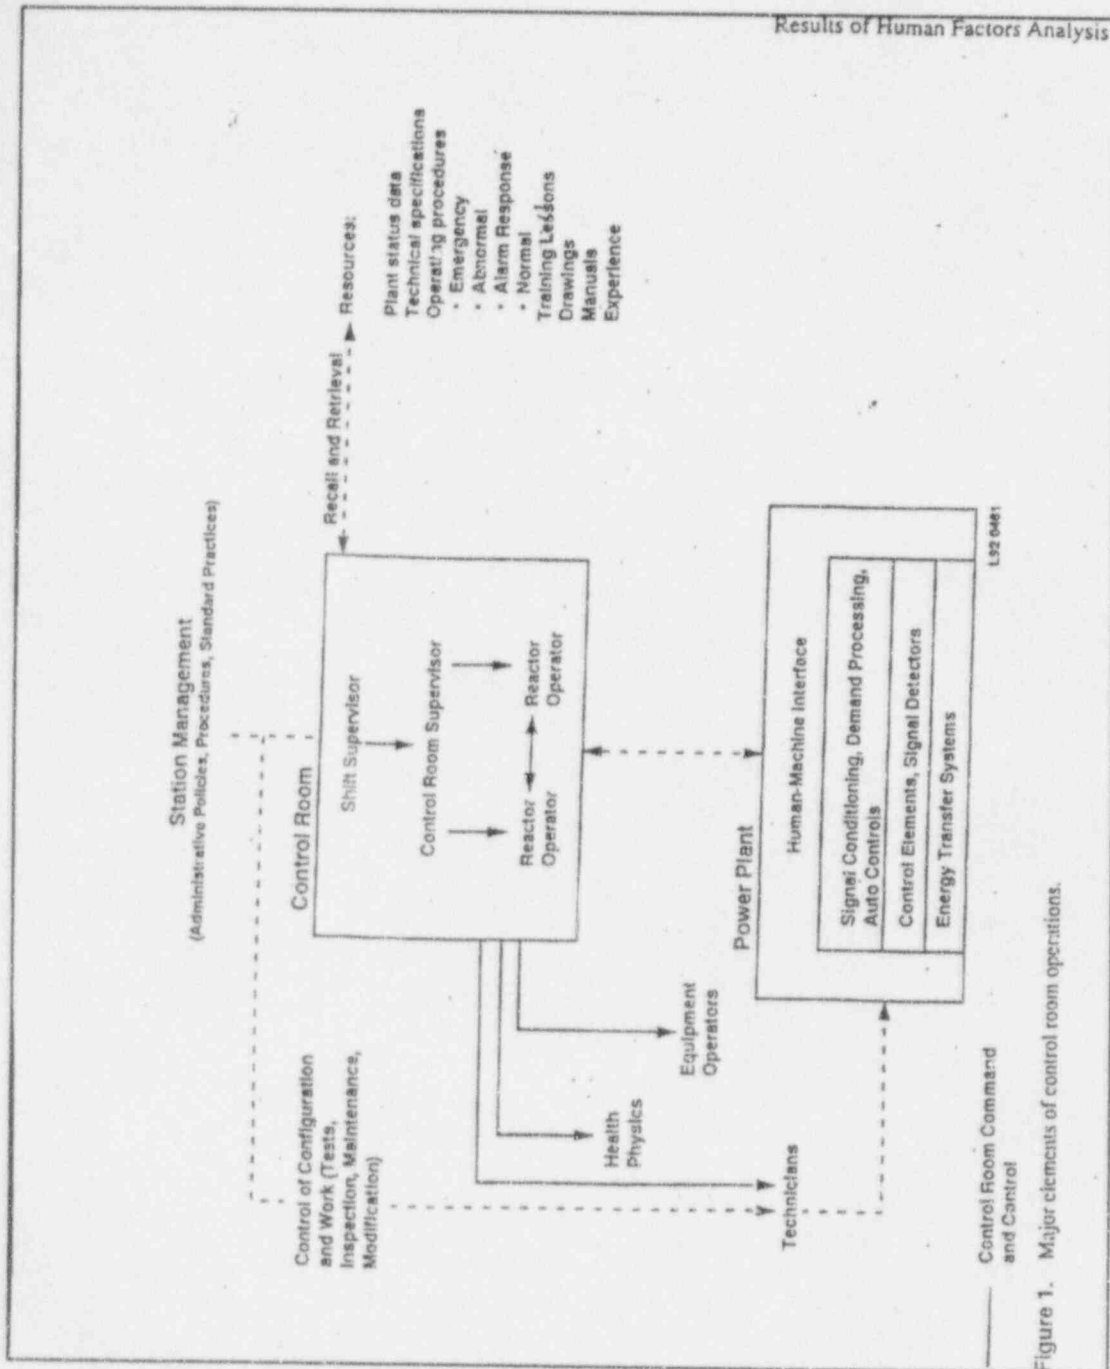 Results of Human Factors Analysis
Station Management
(Administrative Policies, Procedures, Standard Practices)
Control of Configuration
and Work (Tests,
Inspection, Maintenance,
Modification)
Control Room
Shift Supervisor
Control Room Supervisor
Reactor
Operator
Reactor
Operator
Recall and Retrieval
Resources:
Plant status data
Technical specifications
Operating procedures
• Emergency
• Abnormal
• Alarm Response
• Normal
Training Lessons
Drawings
Manuals
Experience
Health
Physics
Equipment
Operators
Technicians
Power Plant
Human-Machine Interface
Signal Conditioning, Demand Processing,
Auto Controls
Control Elements, Signal Detectors
Energy Transfer Systems
L92 0461
Control Room Command
and Control
Figure 1. Major elements of control room operations.